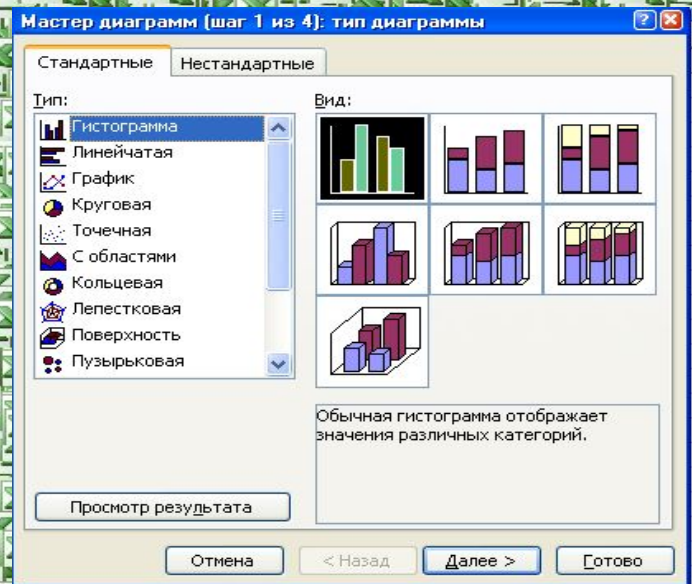 Мастер диаграмм (шаг 1 из 4): тип диаграммы
Стандартные
Нестандартные
Тип:
Гистограмма
Линейчатая
График
Круговая
Точечная
С областями
Кольцевая
Лепестковая
Поверхность
Пузырьковая
Вид:
Обычная гистограмма отображает
значения различных категорий.
Просмотр результата
Отмена
< Назад
Далее >
Готово